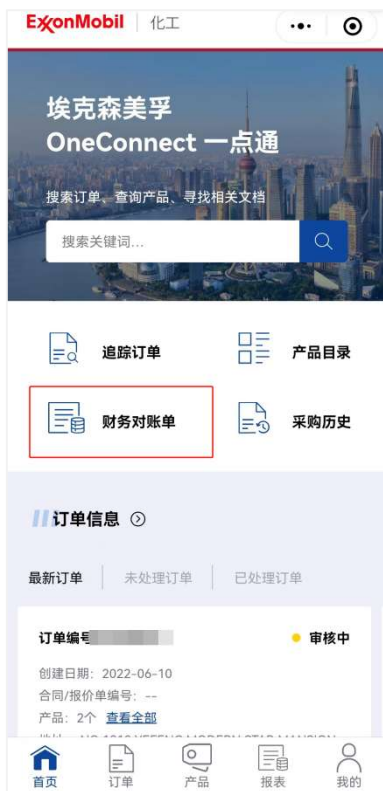 ExxonMobil 化工
埃克森美孚
OneConnect 一点通
搜索订单、查询产品、寻找相关文档
搜索关键词...
追踪订单 产品目录
财务对账单 采购历史
订单信息
最新订单 未处理订单 已处理订单
订单编号 审核中
创建日期: 2022-06-10
合同/报价单编号: --
产品: 2个 查看全部
首页 订单 产品 报表 我的